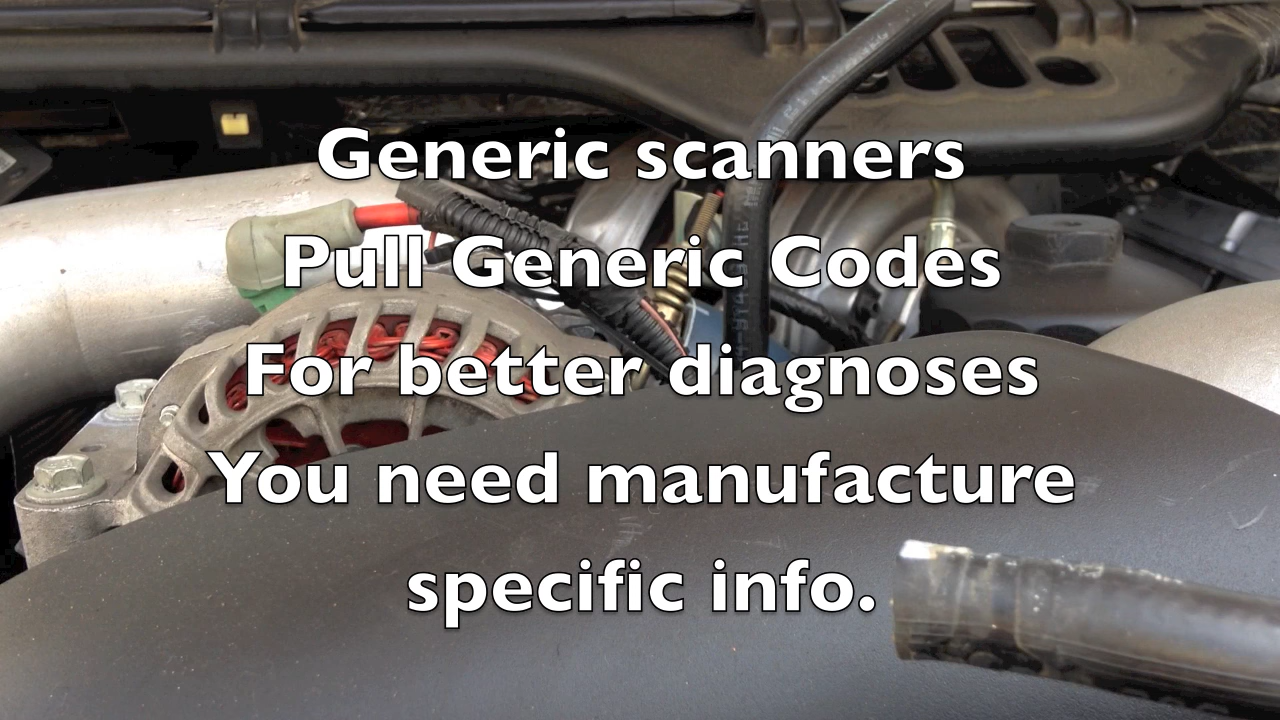 Generic scanners
Pull Generic Codes
For better diagnoses
You need manufacture
specific info.